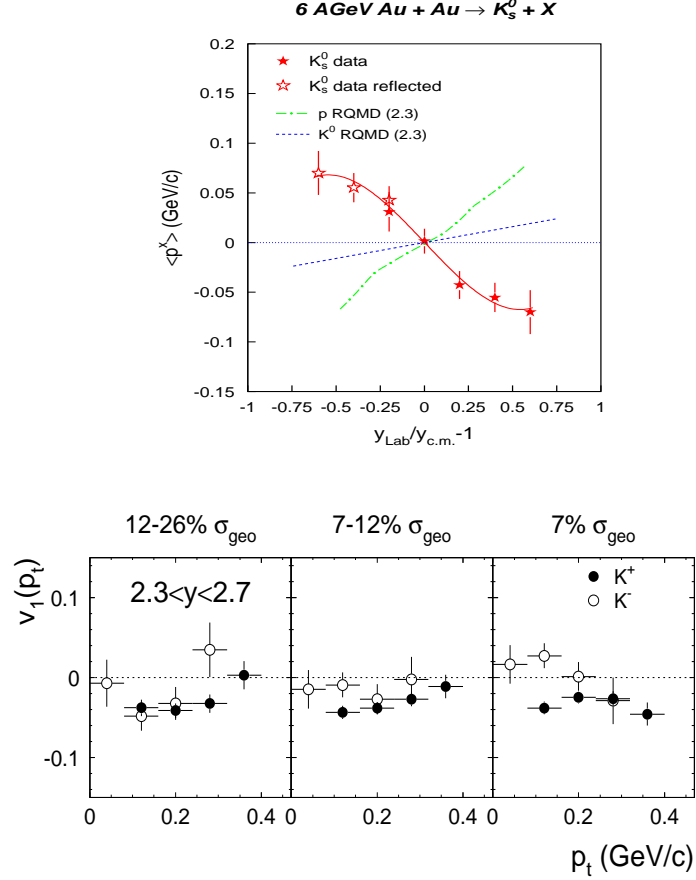 6 AGeV Au + Au → K⁰ₛ + X
<pˣ> (GeV/c)
0.2
0.15
0.1
0.05
0
-0.05
-0.1
-0.15
K⁰ₛ data
K⁰ₛ data reflected
p RQMD (2.3)
K⁰ RQMD (2.3)
-1 -0.75 -0.5 -0.25 0 0.25 0.5 0.75 1
y_Lab/y_c.m.-1
12-26% σ_geo 7-12% σ_geo 7% σ_geo
v₁(pₜ)
0.1
0
-0.1
2.3<y<2.7
K⁺
K⁻
0 0.2 0.4 0 0.2 0.4 0 0.2 0.4
pₜ (GeV/c)